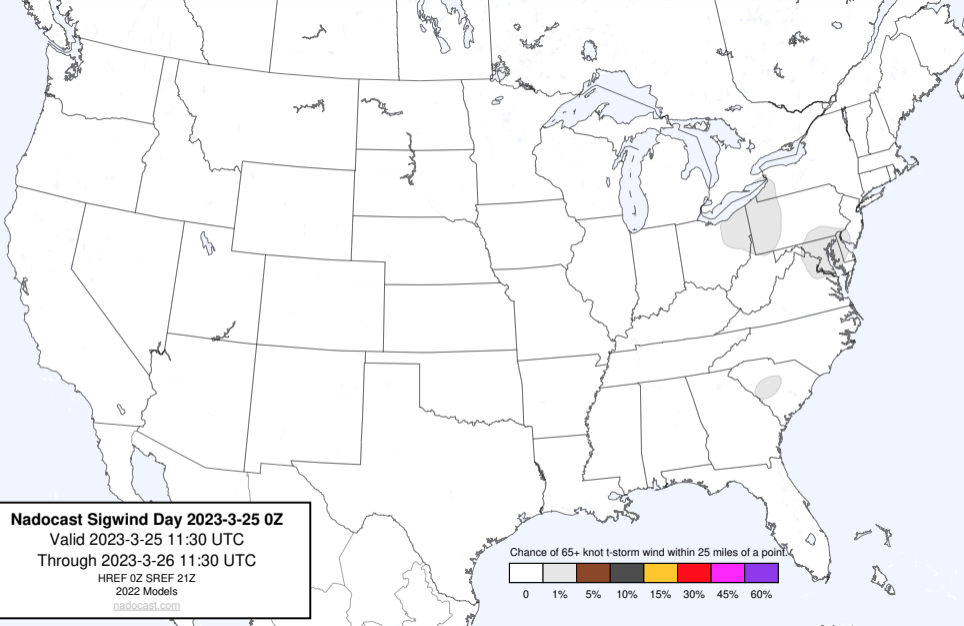 Nadocast Sigwind Day 2023-3-25 0Z
Valid 2023-3-25 11:30 UTC
Through 2023-3-26 11:30 UTC
HREF 0Z SREF 21Z
2022 Models
nadocast.com
Chance of 65+ knot t-storm wind within 25 miles of a point.
0 1% 5% 10% 15% 30% 45% 60%